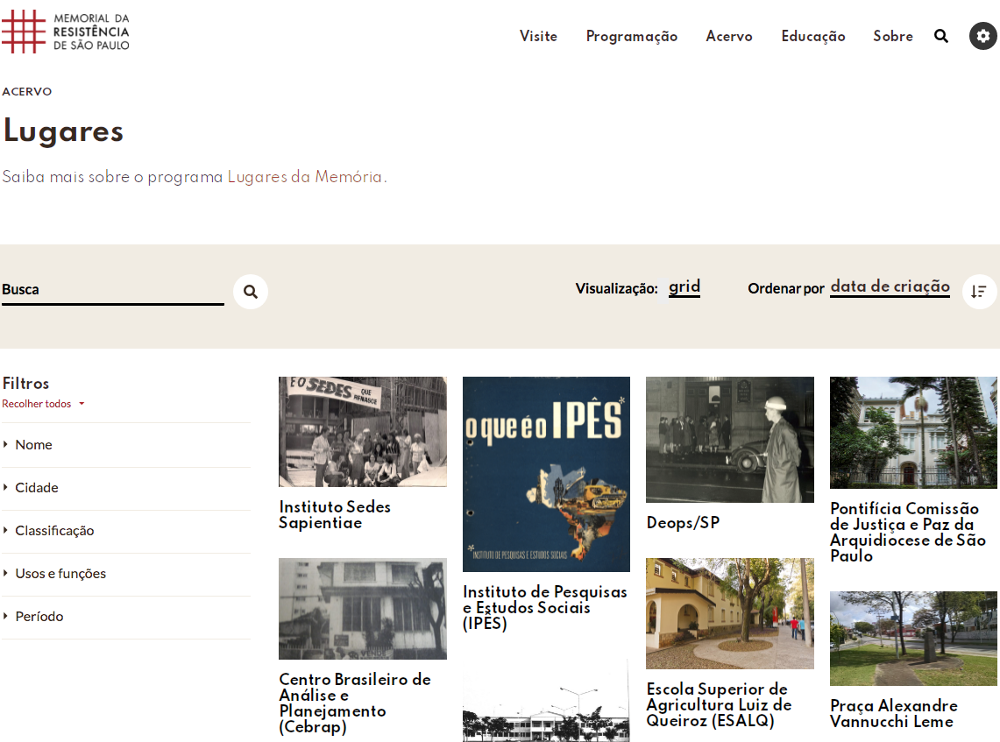 MEMORIAL DA
RESISTÊNCIA
DE SÃO PAULO
Visite
Programação
Acervo
Educação
Sobre
ACERVO
Lugares
Saiba mais sobre o programa Lugares da Memória.
Busca
Visualização: grid
Ordenar por data de criação
Filtros
Recolher todos
Nome
Cidade
Classificação
Usos e funções
Período
É O SEDES QUE
RENASCE
Instituto Sedes
Sapientiae
Centro Brasileiro de
Análise e
Planejamento
(Cebrap)
o que é o IPÊS*
*INSTITUTO DE PESQUISAS E ESTUDOS SOCIAIS
Instituto de Pesquisas
e Estudos Sociais
(IPÊS)
Deops/SP
Escola Superior de
Agricultura Luiz de
Queiroz (ESALQ)
Pontifícia Comissão
de Justiça e Paz da
Arquidiocese de São
Paulo
Praça Alexandre
Vannucchi Leme